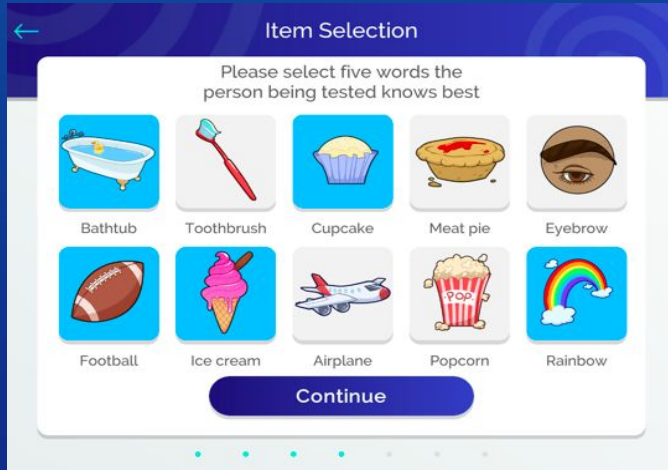 Item Selection
Please select five words the
person being tested knows best
Bathtub Toothbrush Cupcake Meat pie Eyebrow
POP.
Football Ice cream Airplane Popcorn Rainbow
Continue